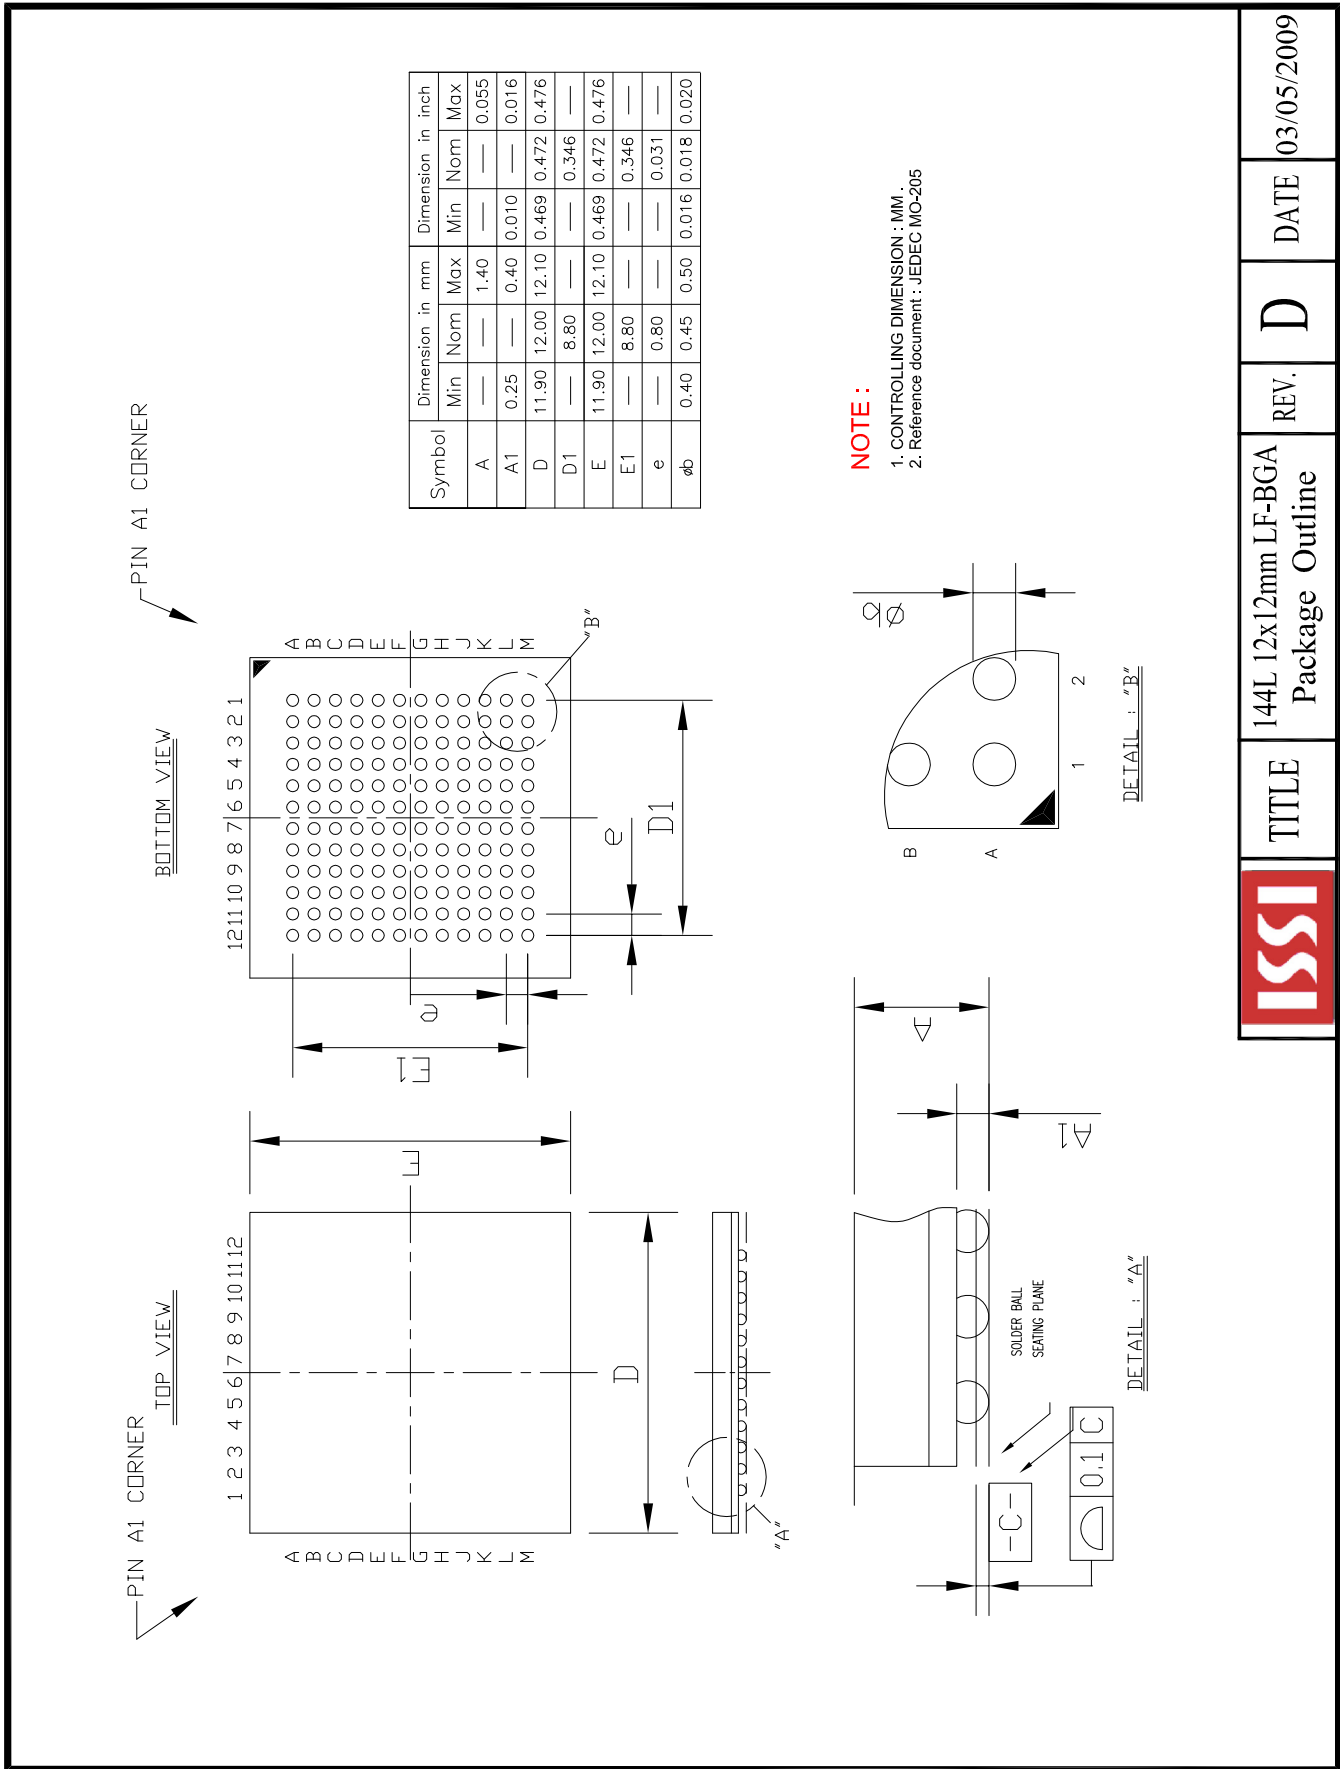 PIN A1 CORNER
TOP VIEW
1 2 3 4 5 6 7 8 9 10 11 12
A
B
C
D
E
F
G
H
J
K
L
M
E
D
"A"
BOTTOM VIEW
PIN A1 CORNER
12 11 10 9 8 7 6 5 4 3 2 1
A
B
C
D
E
F
G
H
J
K
L
M
"B"
E1
e
e
D1
Symbol Dimension in mm Dimension in inch
Min Nom Max Min Nom Max
A — — 1.40 — — 0.055
A1 0.25 — 0.40 0.010 — 0.016
D 11.90 12.00 12.10 0.469 0.472 0.476
D1 — 8.80 — — 0.346 —
E 11.90 12.00 12.10 0.469 0.472 0.476
E1 — 8.80 — — 0.346 —
e — 0.80 — — 0.031 —
øb 0.40 0.45 0.50 0.016 0.018 0.020
A
A1
SOLDER BALL
SEATING PLANE
-C-
0.1 C
DETAIL : "A"
B
A
1 2
Øb
DETAIL : "B"
NOTE :
1. CONTROLLING DIMENSION : MM .
2. Reference document : JEDEC MO-205
ISSI
TITLE
144L 12x12mm LF-BGA
Package Outline
REV.
D
DATE
03/05/2009